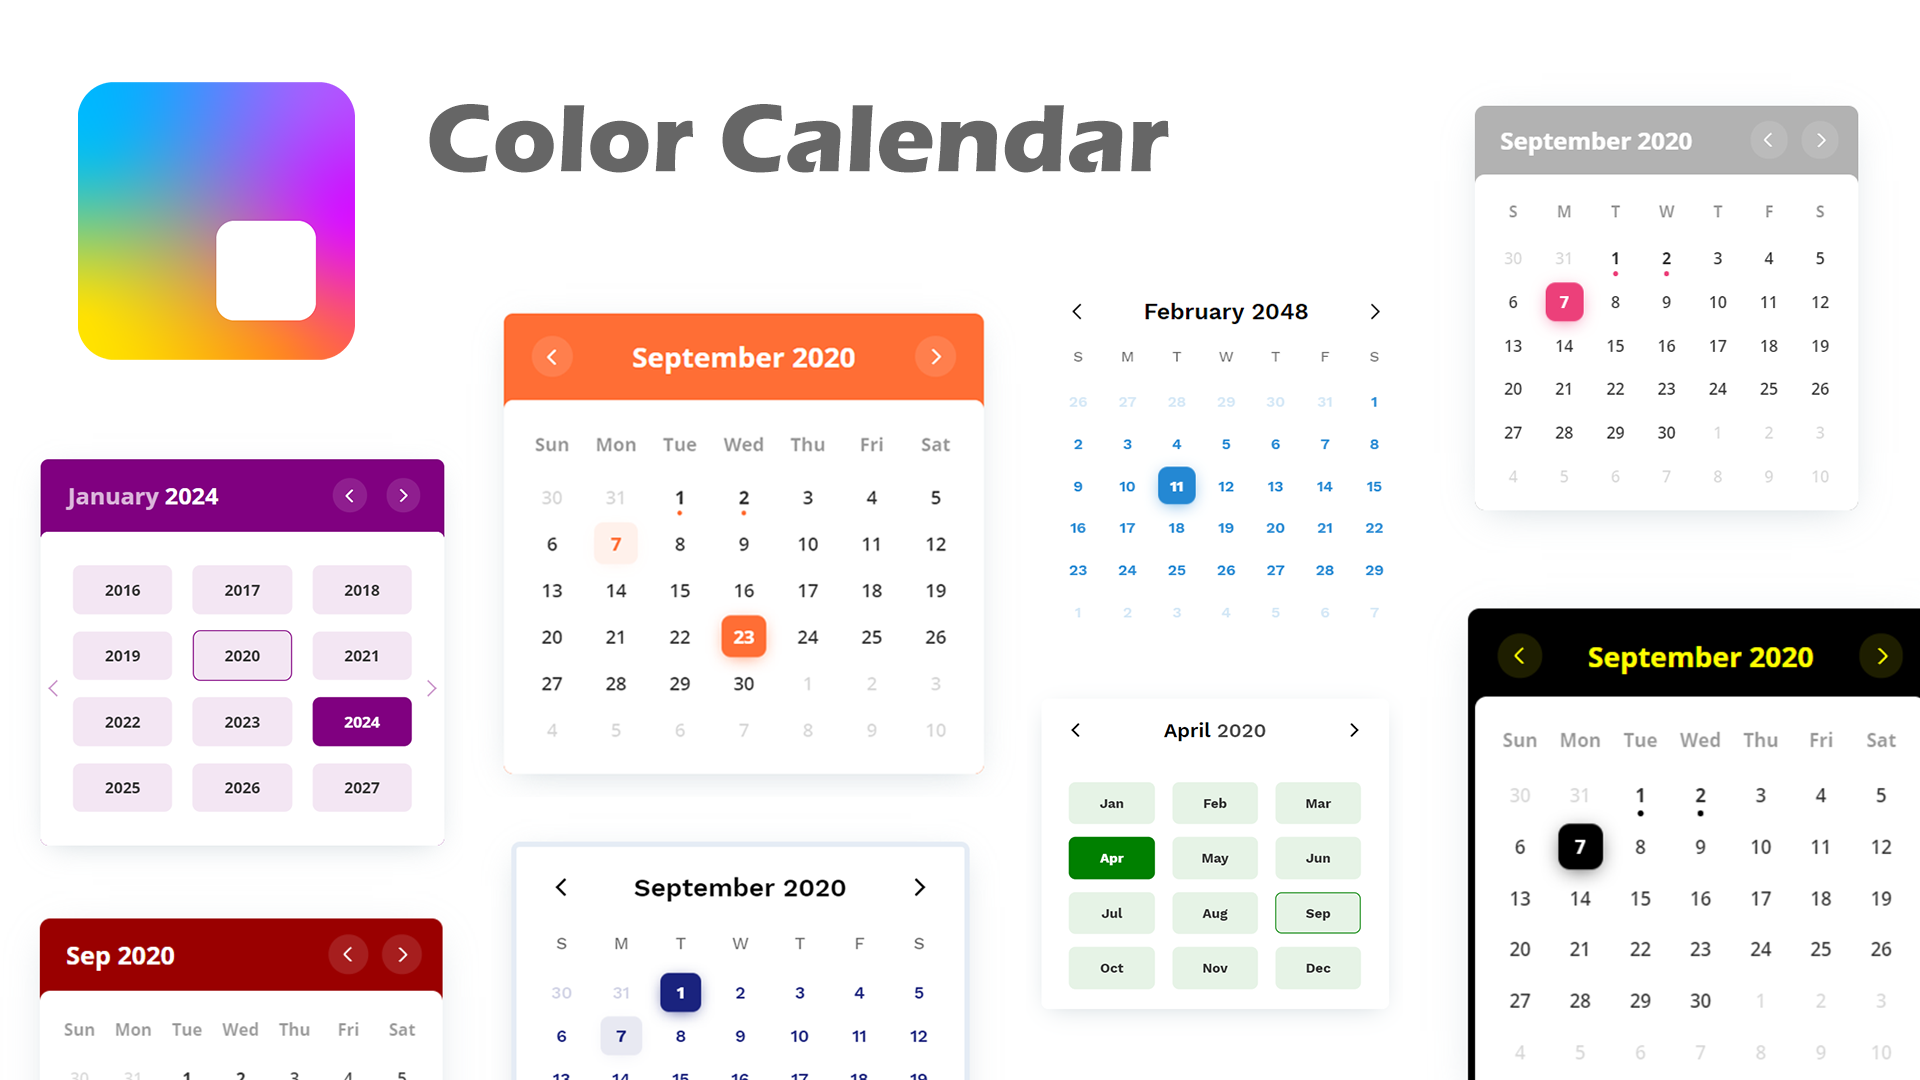 Color Calendar
January 2024
2016 2017 2018
2019 2020 2021
2022 2023 2024
2025 2026 2027
Sep 2020
Sun Mon Tue Wed Thu Fri Sat
30 31 1 2 3 4 5
September 2020
Sun Mon Tue Wed Thu Fri Sat
30 31 1 2 3 4 5
6 7 8 9 10 11 12
13 14 15 16 17 18 19
20 21 22 23 24 25 26
27 28 29 30 1 2 3
4 5 6 7 8 9 10
September 2020
S M T W T F S
30 31 1 2 3 4 5
6 7 8 9 10 11 12
13 14 15 16 17 18 19
February 2048
S M T W T F S
26 27 28 29 30 31 1
2 3 4 5 6 7 8
9 10 11 12 13 14 15
16 17 18 19 20 21 22
23 24 25 26 27 28 29
1 2 3 4 5 6 7
April 2020
Jan Feb Mar
Apr May Jun
Jul Aug Sep
Oct Nov Dec
September 2020
S M T W T F S
30 31 1 2 3 4 5
6 7 8 9 10 11 12
13 14 15 16 17 18 19
20 21 22 23 24 25 26
27 28 29 30 1 2 3
4 5 6 7 8 9 10
September 2020
Sun Mon Tue Wed Thu Fri Sat
30 31 1 2 3 4 5
6 7 8 9 10 11 12
13 14 15 16 17 18 19
20 21 22 23 24 25 26
27 28 29 30 1 2 3
4 5 6 7 8 9 10